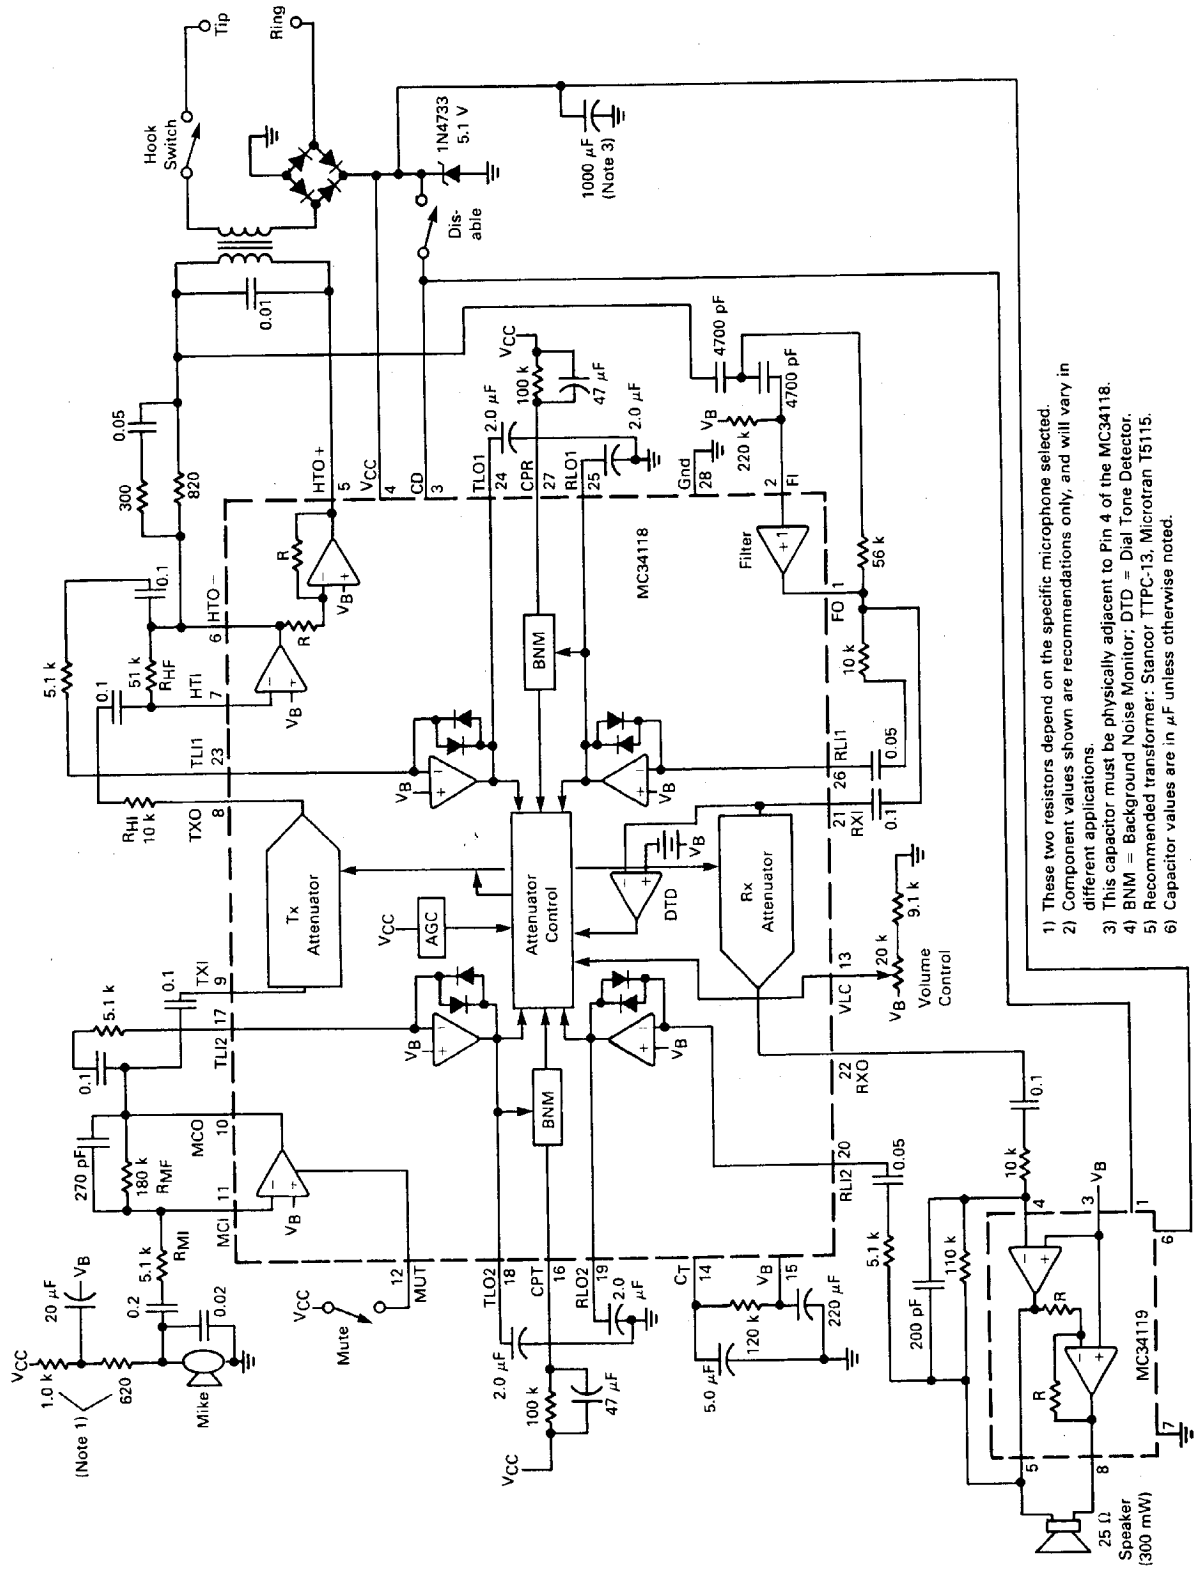 VCC
1.0 k
(Note 1)
620
20 µF
VB
Mike
0.2
0.02
5.1 k
RMI
270 pF
180 k
RMF
MCI 11
MCO
10
0.1
5.1 k
TLI2
17
0.1
TXI
9
VB
VCC
Mute
12
MUT
Tx
Attenuator
TXO
8
RHI
10 k
TLI1
23
5.1 k
0.1
HTI
7
51 k
RHF
0.1
HTO−
6
VB
R
R
VB
300
0.05
820
HTO+
5
0.01
Hook
Switch
Tip
Ring
VCC
4
CD
3
Dis-
able
1N4733
5.1 V
1000 µF
(Note 3)
TLO2
18
CPT
16
RLO2
19
2.0 µF
2.0
µF
100 k
47 µF
VCC
BNM
VB
VB
VCC
AGC
Attenuator
Control
VB
VB
BNM
MC34118
TLO1
24
CPR
27
RLO1
25
2.0 µF
100 k
VCC
47 µF
2.0 µF
Gnd
28
VB
220 k
4700 pF
4700 pF
2
FI
Filter
+1
FO
1
56 k
10 k
RLI1
26
0.05
21
RXI
0.1
DTD
VB
Rx
Attenuator
VLC
13
VB
20 k
9.1 k
Volume
Control
22
RXO
CT
14
VB
15
5.0 µF
120 k
220 µF
RLI2
20
0.05
5.1 k
200 pF
110 k
10 k
0.1
4
3
VB
1
6
R
R
MC34119
5
8
7
25 Ω
Speaker
(300 mW)
1) These two resistors depend on the specific microphone selected.
2) Component values shown are recommendations only, and will vary in
different applications.
3) This capacitor must be physically adjacent to Pin 4 of the MC34118.
4) BNM = Background Noise Monitor; DTD = Dial Tone Detector.
5) Recommended transformer: Stancor TTPC-13, Microtran T5115.
6) Capacitor values are in µF unless otherwise noted.